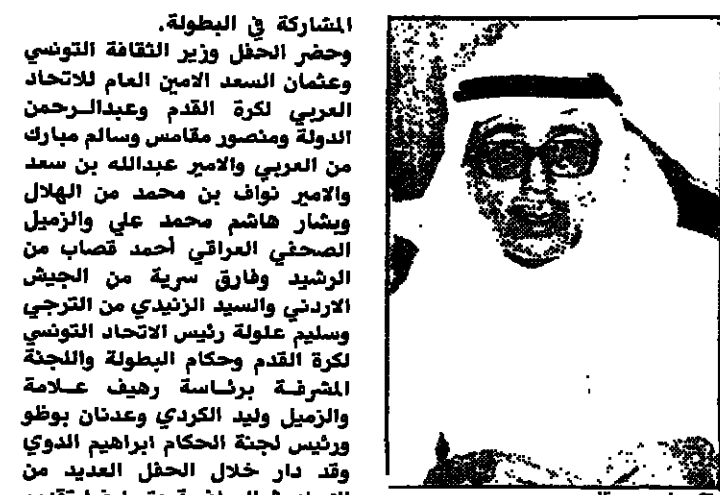 المشاركة في البطولة.
وحضر الحفل وزير الثقافة التونسي
وعثمان السعد الامين العام للاتحاد
العربي لكرة القدم وعبدالـرحمن
الدولة ومنصور مقامس وسالم مبارك
من العربي والامير عبدالله بن سعد
والامير نواف بن محمد من الهلال
وبشار هاشم محمد علي والزميل
الصحفي العراقي أحمد قصاب من
الرشيد وفارق سرية من الجيش
الاردني والسيد الزنيدي من الترجي
وسليم علولة رئيس الاتحاد التونسي
لكرة القدم وحكام البطولة واللجنة
المشرفـة برئـاسة رهيف عـلامة
والزميل وليد الكردي وعدنان بوظو
ورئيس لجنة الحكام ابراهيم الدوي
وقد دار خلال الحفل العديد من